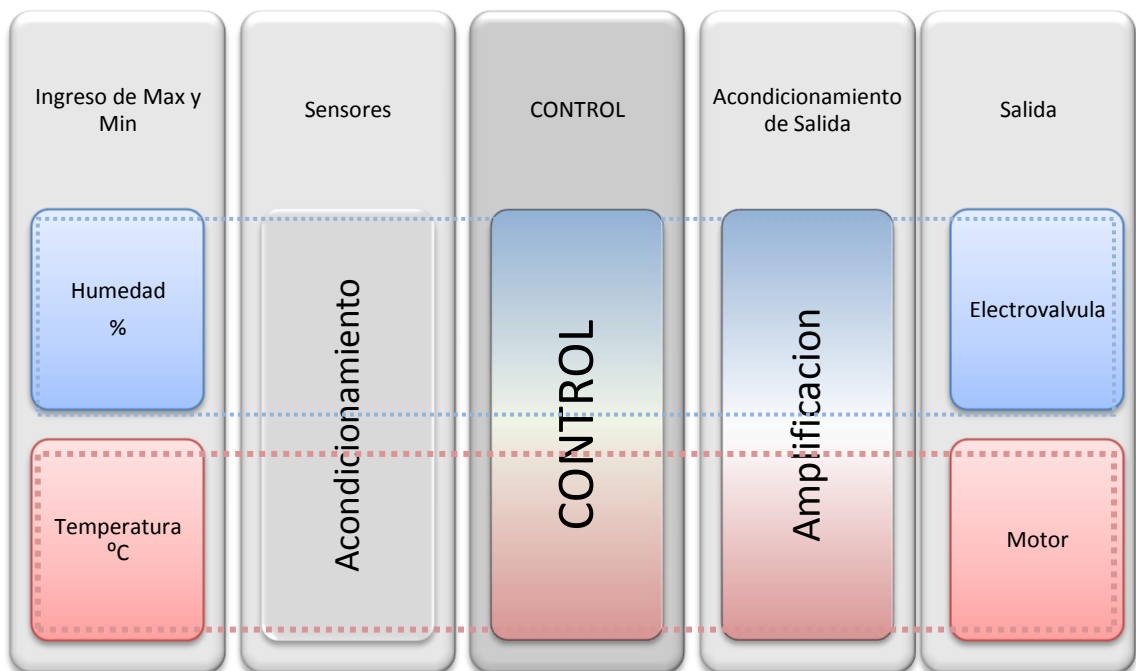 Ingreso de Max y
Min
Sensores
CONTROL
Acondicionamiento
de Salida
Salida
Humedad
%
Temperatura
ºC
Acondicionamiento
CONTROL
Amplificacion
Electrovalvula
Motor